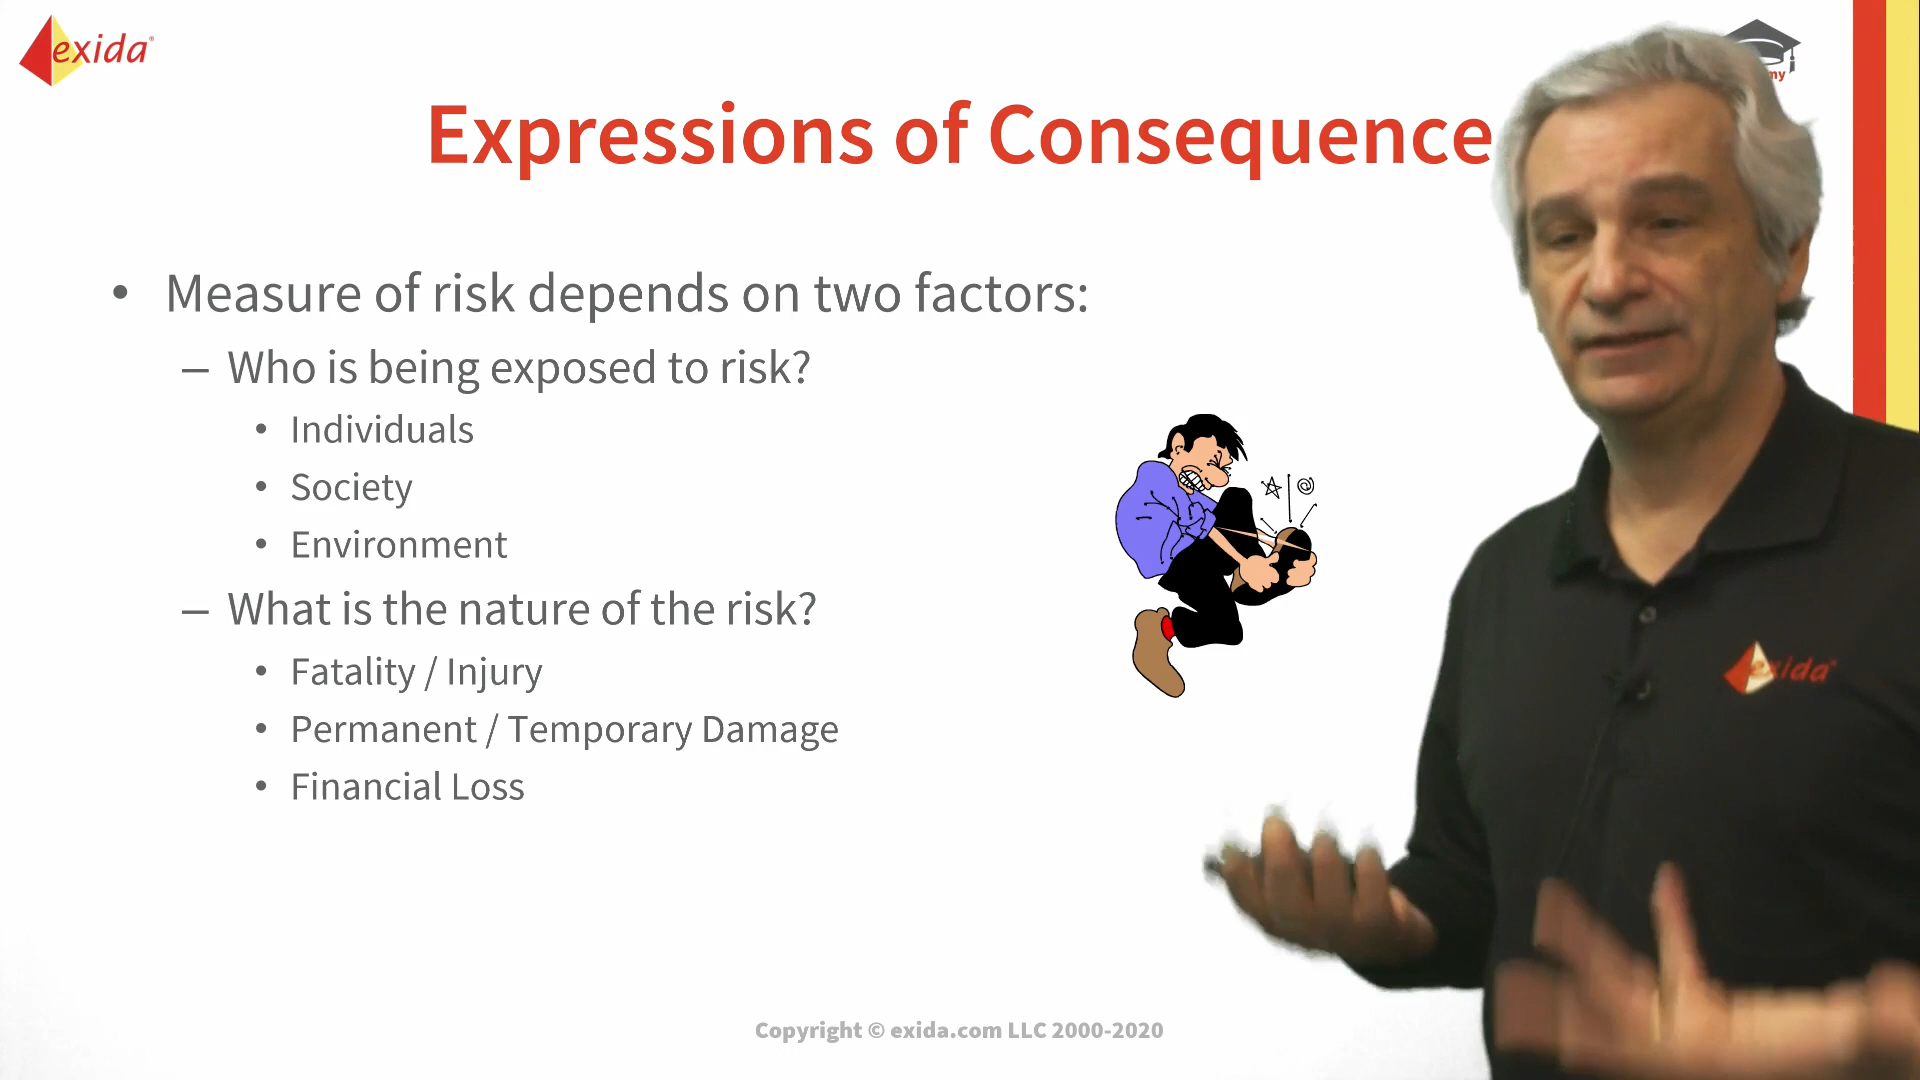 exida
my
Expressions of Consequence
• Measure of risk depends on two factors:
– Who is being exposed to risk?
• Individuals
• Society
• Environment
– What is the nature of the risk?
• Fatality / Injury
• Permanent / Temporary Damage
• Financial Loss
exida
Copyright © exida.com LLC 2000-2020